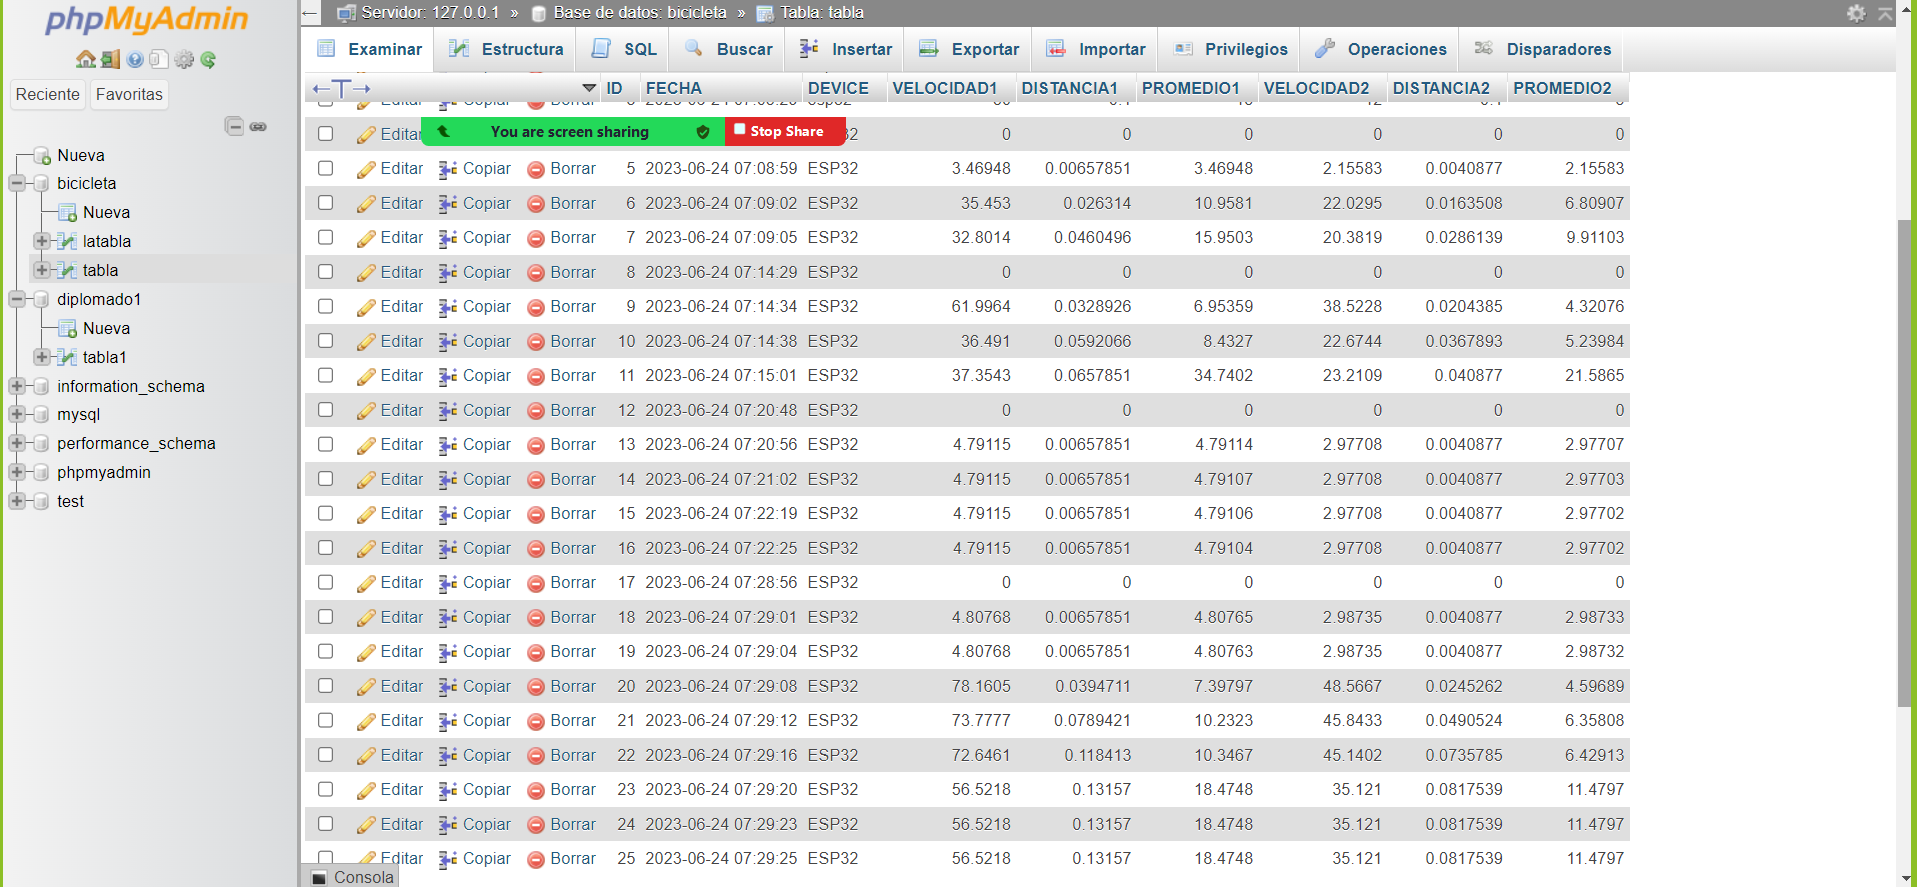 phpMyAdmin
Reciente Favoritas
Nueva
bicicleta
Nueva
latabla
tabla
diplomado1
Nueva
tabla1
information_schema
mysql
performance_schema
phpmyadmin
test
Servidor: 127.0.0.1 » Base de datos: bicicleta » Tabla: tabla
Examinar Estructura SQL Buscar Insertar Exportar Importar Privilegios Operaciones Disparadores
←T→ ID FECHA DEVICE VELOCIDAD1 DISTANCIA1 PROMEDIO1 VELOCIDAD2 DISTANCIA2 PROMEDIO2
Editar Copiar Borrar
Editar 32 0 0 0 0 0 0
You are screen sharing Stop Share
Editar Copiar Borrar 5 2023-06-24 07:08:59 ESP32 3.46948 0.00657851 3.46948 2.15583 0.0040877 2.15583
Editar Copiar Borrar 6 2023-06-24 07:09:02 ESP32 35.453 0.026314 10.9581 22.0295 0.0163508 6.80907
Editar Copiar Borrar 7 2023-06-24 07:09:05 ESP32 32.8014 0.0460496 15.9503 20.3819 0.0286139 9.91103
Editar Copiar Borrar 8 2023-06-24 07:14:29 ESP32 0 0 0 0 0 0
Editar Copiar Borrar 9 2023-06-24 07:14:34 ESP32 61.9964 0.0328926 6.95359 38.5228 0.0204385 4.32076
Editar Copiar Borrar 10 2023-06-24 07:14:38 ESP32 36.491 0.0592066 8.4327 22.6744 0.0367893 5.23984
Editar Copiar Borrar 11 2023-06-24 07:15:01 ESP32 37.3543 0.0657851 34.7402 23.2109 0.040877 21.5865
Editar Copiar Borrar 12 2023-06-24 07:20:48 ESP32 0 0 0 0 0 0
Editar Copiar Borrar 13 2023-06-24 07:20:56 ESP32 4.79115 0.00657851 4.79114 2.97708 0.0040877 2.97707
Editar Copiar Borrar 14 2023-06-24 07:21:02 ESP32 4.79115 0.00657851 4.79107 2.97708 0.0040877 2.97703
Editar Copiar Borrar 15 2023-06-24 07:22:19 ESP32 4.79115 0.00657851 4.79106 2.97708 0.0040877 2.97702
Editar Copiar Borrar 16 2023-06-24 07:22:25 ESP32 4.79115 0.00657851 4.79104 2.97708 0.0040877 2.97702
Editar Copiar Borrar 17 2023-06-24 07:28:56 ESP32 0 0 0 0 0 0
Editar Copiar Borrar 18 2023-06-24 07:29:01 ESP32 4.80768 0.00657851 4.80765 2.98735 0.0040877 2.98733
Editar Copiar Borrar 19 2023-06-24 07:29:04 ESP32 4.80768 0.00657851 4.80763 2.98735 0.0040877 2.98732
Editar Copiar Borrar 20 2023-06-24 07:29:08 ESP32 78.1605 0.0394711 7.39797 48.5667 0.0245262 4.59689
Editar Copiar Borrar 21 2023-06-24 07:29:12 ESP32 73.7777 0.0789421 10.2323 45.8433 0.0490524 6.35808
Editar Copiar Borrar 22 2023-06-24 07:29:16 ESP32 72.6461 0.118413 10.3467 45.1402 0.0735785 6.42913
Editar Copiar Borrar 23 2023-06-24 07:29:20 ESP32 56.5218 0.13157 18.4748 35.121 0.0817539 11.4797
Editar Copiar Borrar 24 2023-06-24 07:29:23 ESP32 56.5218 0.13157 18.4748 35.121 0.0817539 11.4797
Editar Copiar Borrar 25 2023-06-24 07:29:25 ESP32 56.5218 0.13157 18.4748 35.121 0.0817539 11.4797
Consola